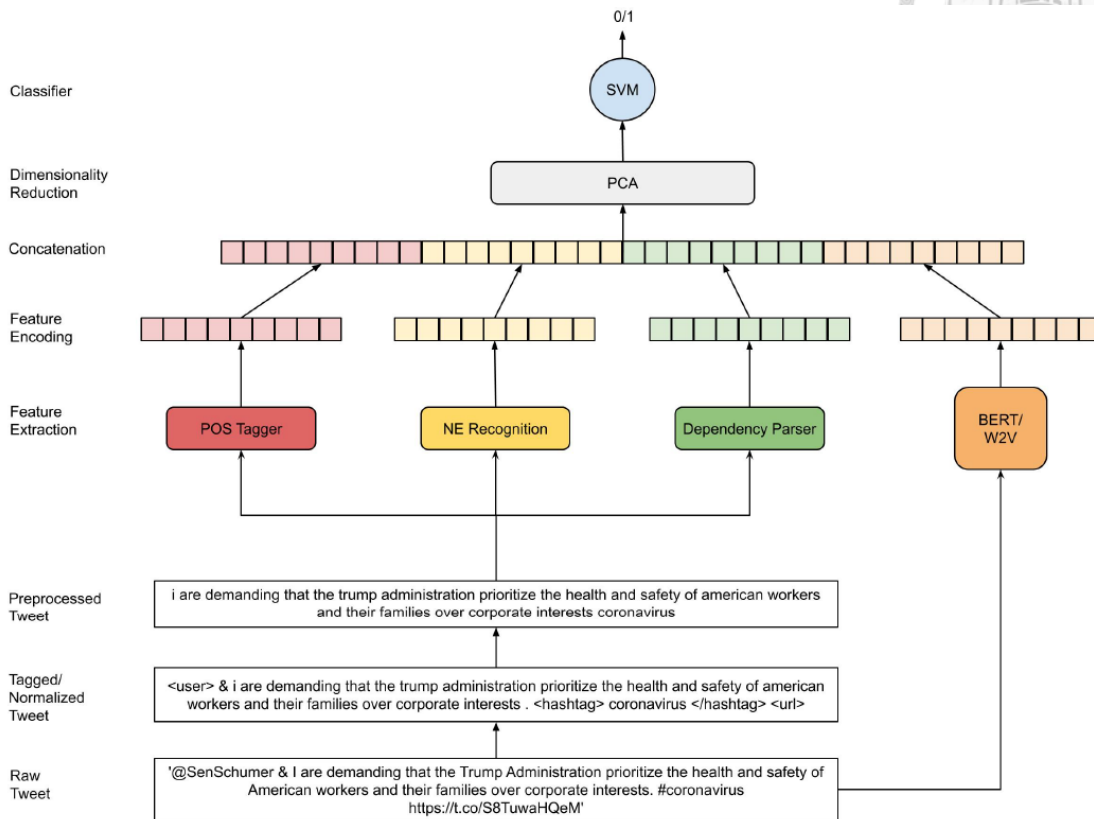 0/1
Classifier
SVM
Dimensionality
Reduction
PCA
Concatenation
Feature
Encoding
Feature
Extraction
POS Tagger
NE Recognition
Dependency Parser
BERT/
W2V
Preprocessed
Tweet
i are demanding that the trump administration prioritize the health and safety of american workers
and their families over corporate interests coronavirus
Tagged/
Normalized
Tweet
<user> & i are demanding that the trump administration prioritize the health and safety of american
workers and their families over corporate interests . <hashtag> coronavirus </hashtag> <url>
Raw
Tweet
'@SenSchumer & I are demanding that the Trump Administration prioritize the health and safety of
American workers and their families over corporate interests. #coronavirus
https://t.co/S8TuwaHQeM'